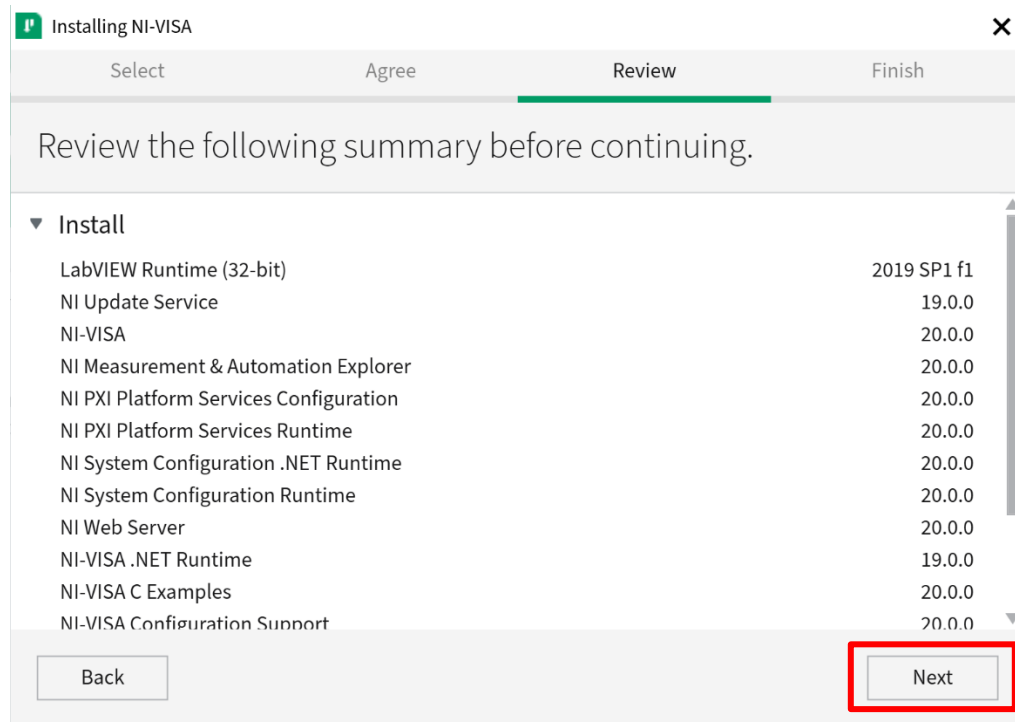 Installing NI-VISA
Select Agree Review Finish
Review the following summary before continuing.
Install
LabVIEW Runtime (32-bit) 2019 SP1 f1
NI Update Service 19.0.0
NI-VISA 20.0.0
NI Measurement & Automation Explorer 20.0.0
NI PXI Platform Services Configuration 20.0.0
NI PXI Platform Services Runtime 20.0.0
NI System Configuration .NET Runtime 20.0.0
NI System Configuration Runtime 20.0.0
NI Web Server 20.0.0
NI-VISA .NET Runtime 19.0.0
NI-VISA C Examples 20.0.0
NI-VISA Configuration Support 20.0.0
Back Next